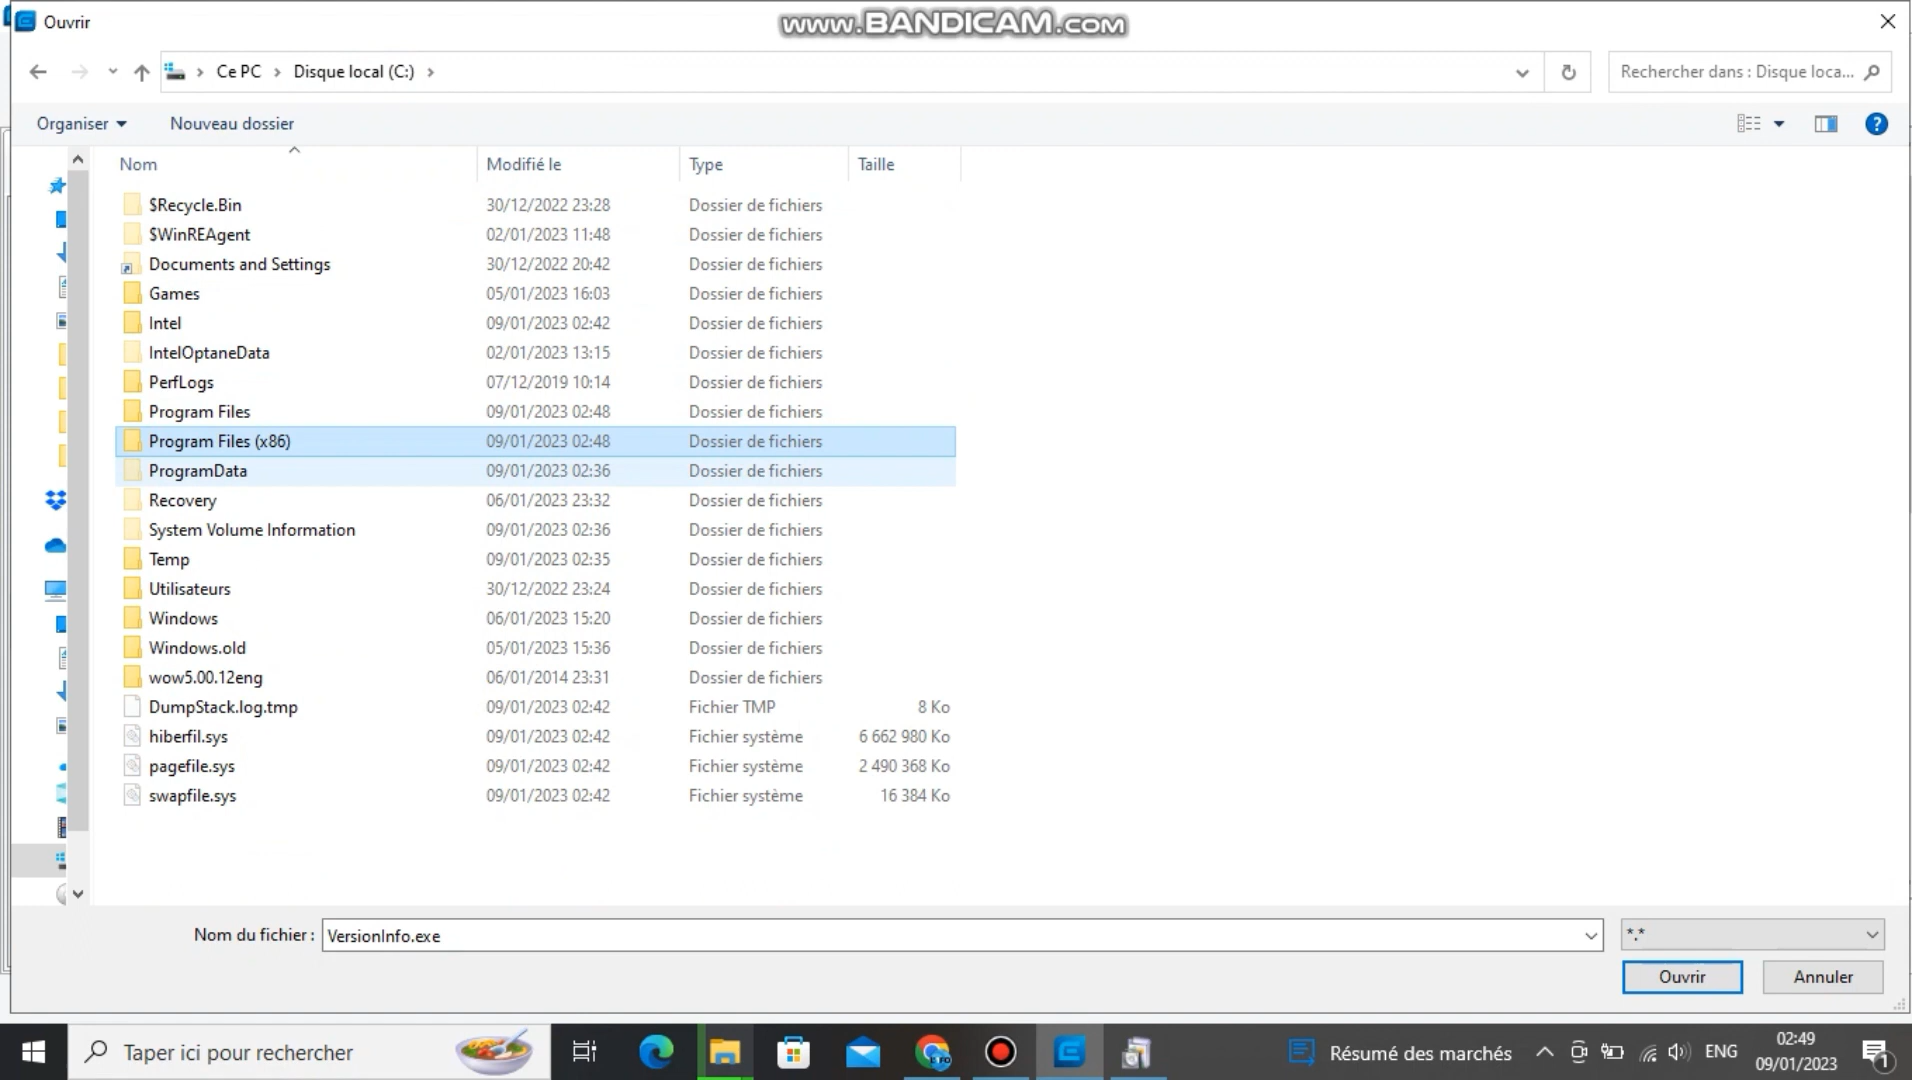 Ouvrir
www.BANDICAM.com
Ce PC
Disque local (C:)
Rechercher dans : Disque loca...
Organiser
Nouveau dossier
Nom Modifié le Type Taille
$Recycle.Bin 30/12/2022 23:28 Dossier de fichiers
$WinREAgent 02/01/2023 11:48 Dossier de fichiers
Documents and Settings 30/12/2022 20:42 Dossier de fichiers
Games 05/01/2023 16:03 Dossier de fichiers
Intel 09/01/2023 02:42 Dossier de fichiers
IntelOptaneData 02/01/2023 13:15 Dossier de fichiers
PerfLogs 07/12/2019 10:14 Dossier de fichiers
Program Files 09/01/2023 02:48 Dossier de fichiers
Program Files (x86) 09/01/2023 02:48 Dossier de fichiers
ProgramData 09/01/2023 02:36 Dossier de fichiers
Recovery 06/01/2023 23:32 Dossier de fichiers
System Volume Information 09/01/2023 02:36 Dossier de fichiers
Temp 09/01/2023 02:35 Dossier de fichiers
Utilisateurs 30/12/2022 23:24 Dossier de fichiers
Windows 06/01/2023 15:20 Dossier de fichiers
Windows.old 05/01/2023 15:36 Dossier de fichiers
wow5.00.12eng 06/01/2014 23:31 Dossier de fichiers
DumpStack.log.tmp 09/01/2023 02:42 Fichier TMP 8 Ko
hiberfil.sys 09/01/2023 02:42 Fichier système 6 662 980 Ko
pagefile.sys 09/01/2023 02:42 Fichier système 2 490 368 Ko
swapfile.sys 09/01/2023 02:42 Fichier système 16 384 Ko
Nom du fichier : VersionInfo.exe *.*
Ouvrir Annuler
Taper ici pour rechercher
Résumé des marchés
ENG
02:49
09/01/2023
1